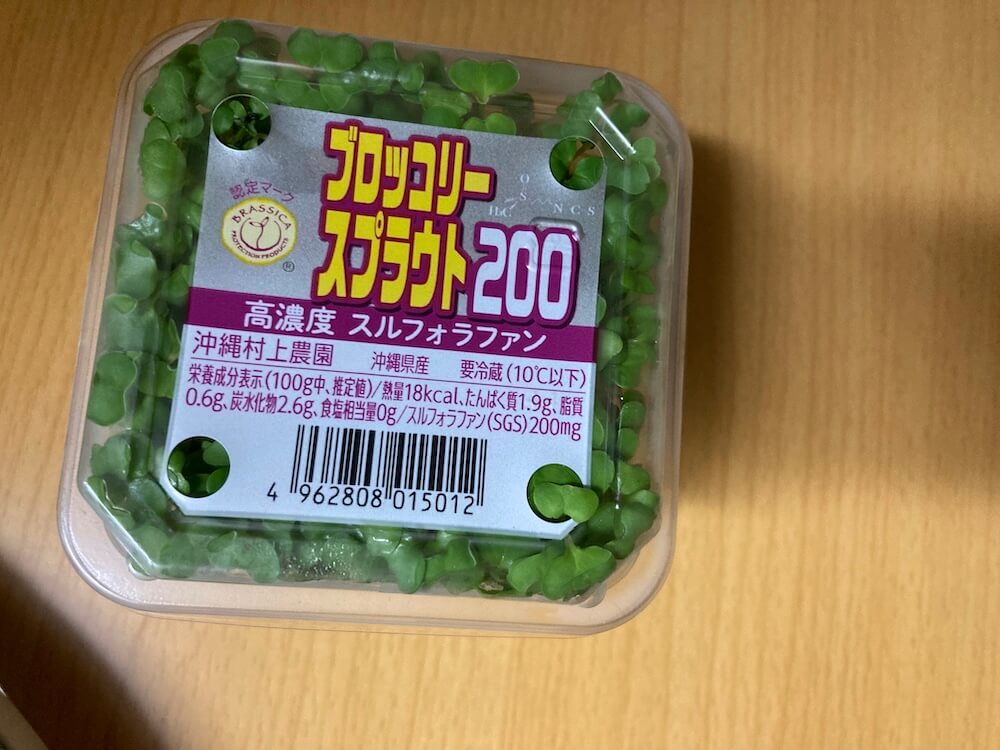 ブロッコリー
スプラウト200
認定マーク
BRASSICA
PROTECTION PRODUCTS
®
O
S
H₃C
N C S
高濃度 スルフォラファン
沖縄村上農園 沖縄県産 要冷蔵(10℃以下)
栄養成分表示(100g中、推定値)/熱量18kcal、たんぱく質1.9g、脂質
0.6g、炭水化物2.6g、食塩相当量0g/スルフォラファン(SGS)200mg
4 962808 015012